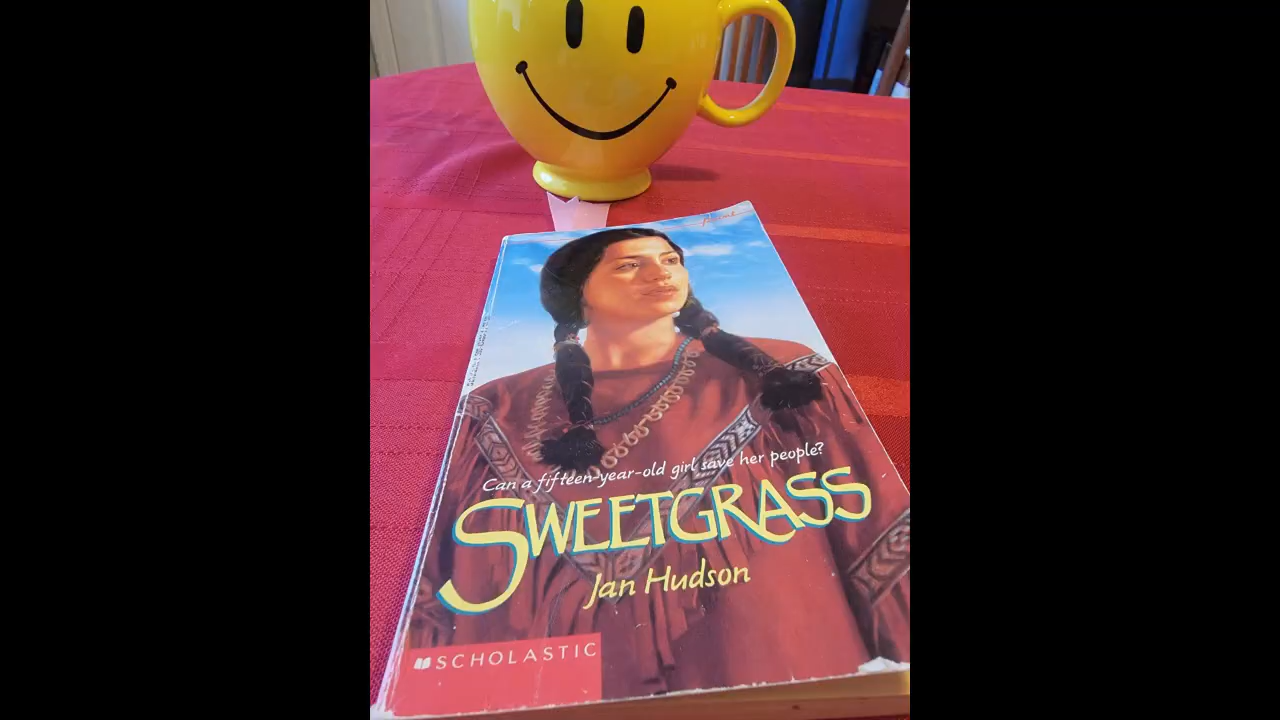 Can a fifteen-year-old girl save her people?
SWEETGRASS
Jan Hudson
SCHOLASTIC